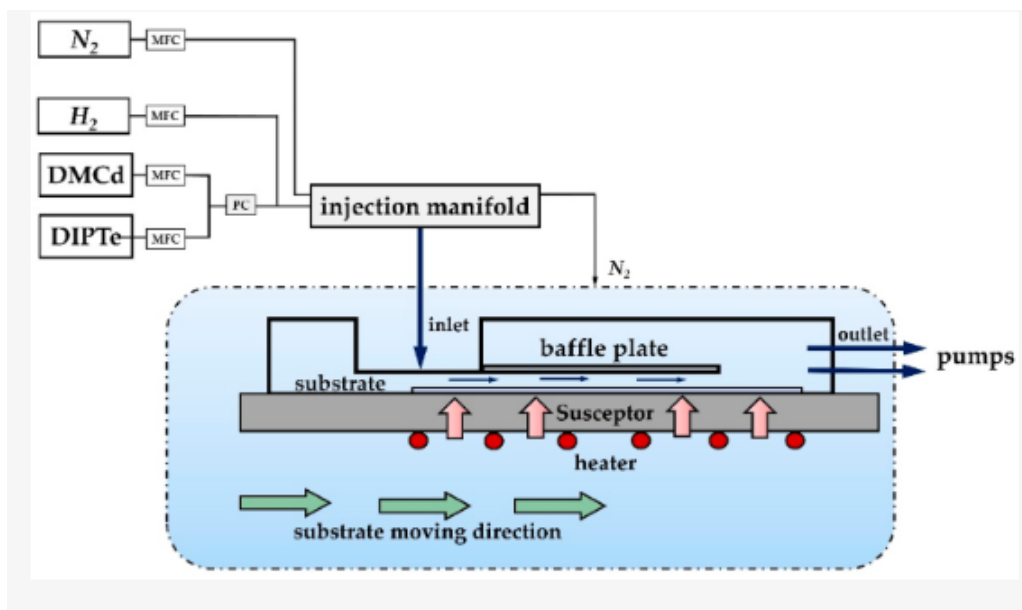 N2
MFC
H2
MFC
DMCd
MFC
PC
injection manifold
DIPTe
MFC
N2
inlet
outlet
baffle plate
pumps
substrate
Susceptor
heater
substrate moving direction